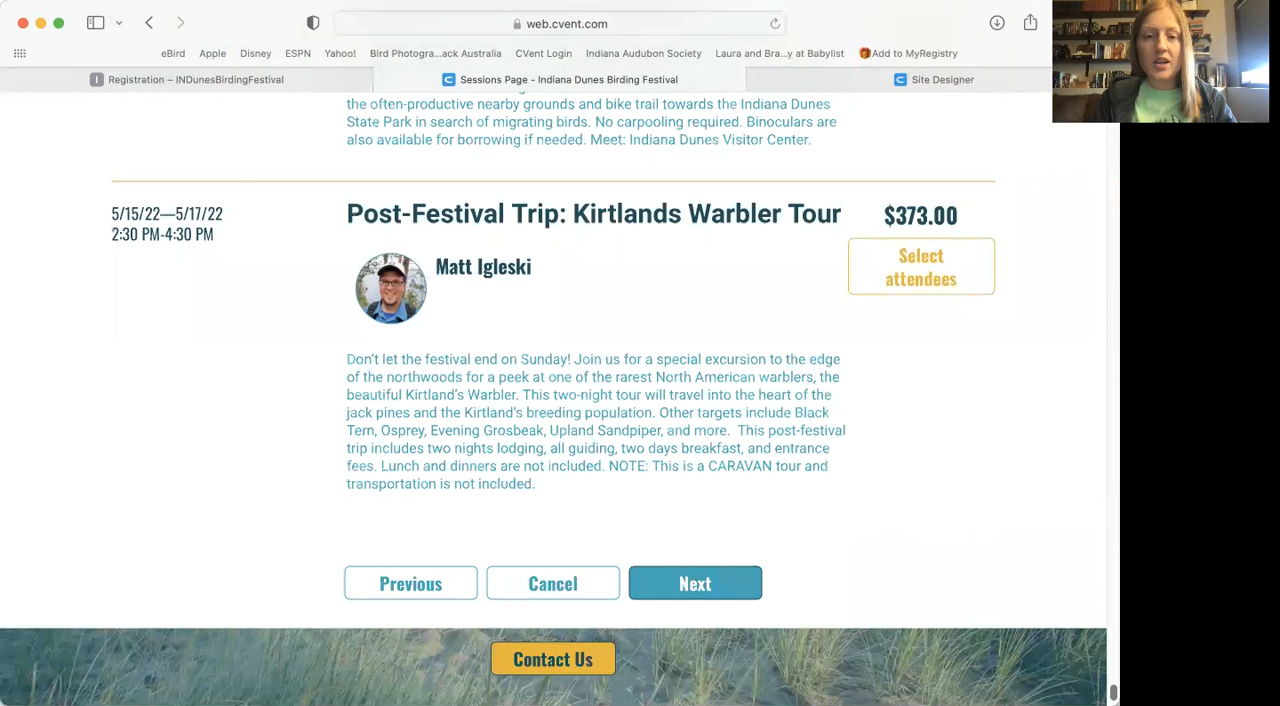 web.cvent.com
eBird Apple Disney ESPN Yahoo! Bird Photogra...ack Australia CVent Login Indiana Audubon Society Laura and Bra...y at Babylist Add to MyRegistry
I Registration – INDunesBirdingFestival Sessions Page - Indiana Dunes Birding Festival Site Designer
the often-productive nearby grounds and bike trail towards the Indiana Dunes
State Park in search of migrating birds. No carpooling required. Binoculars are
also available for borrowing if needed. Meet: Indiana Dunes Visitor Center.
5/15/22—5/17/22
2:30 PM-4:30 PM
Post-Festival Trip: Kirtlands Warbler Tour
$373.00
Select
attendees
Matt Igleski
Don't let the festival end on Sunday! Join us for a special excursion to the edge
of the northwoods for a peek at one of the rarest North American warblers, the
beautiful Kirtland's Warbler. This two-night tour will travel into the heart of the
jack pines and the Kirtland's breeding population. Other targets include Black
Tern, Osprey, Evening Grosbeak, Upland Sandpiper, and more. This post-festival
trip includes two nights lodging, all guiding, two days breakfast, and entrance
fees. Lunch and dinners are not included. NOTE: This is a CARAVAN tour and
transportation is not included.
Previous Cancel Next
Contact Us